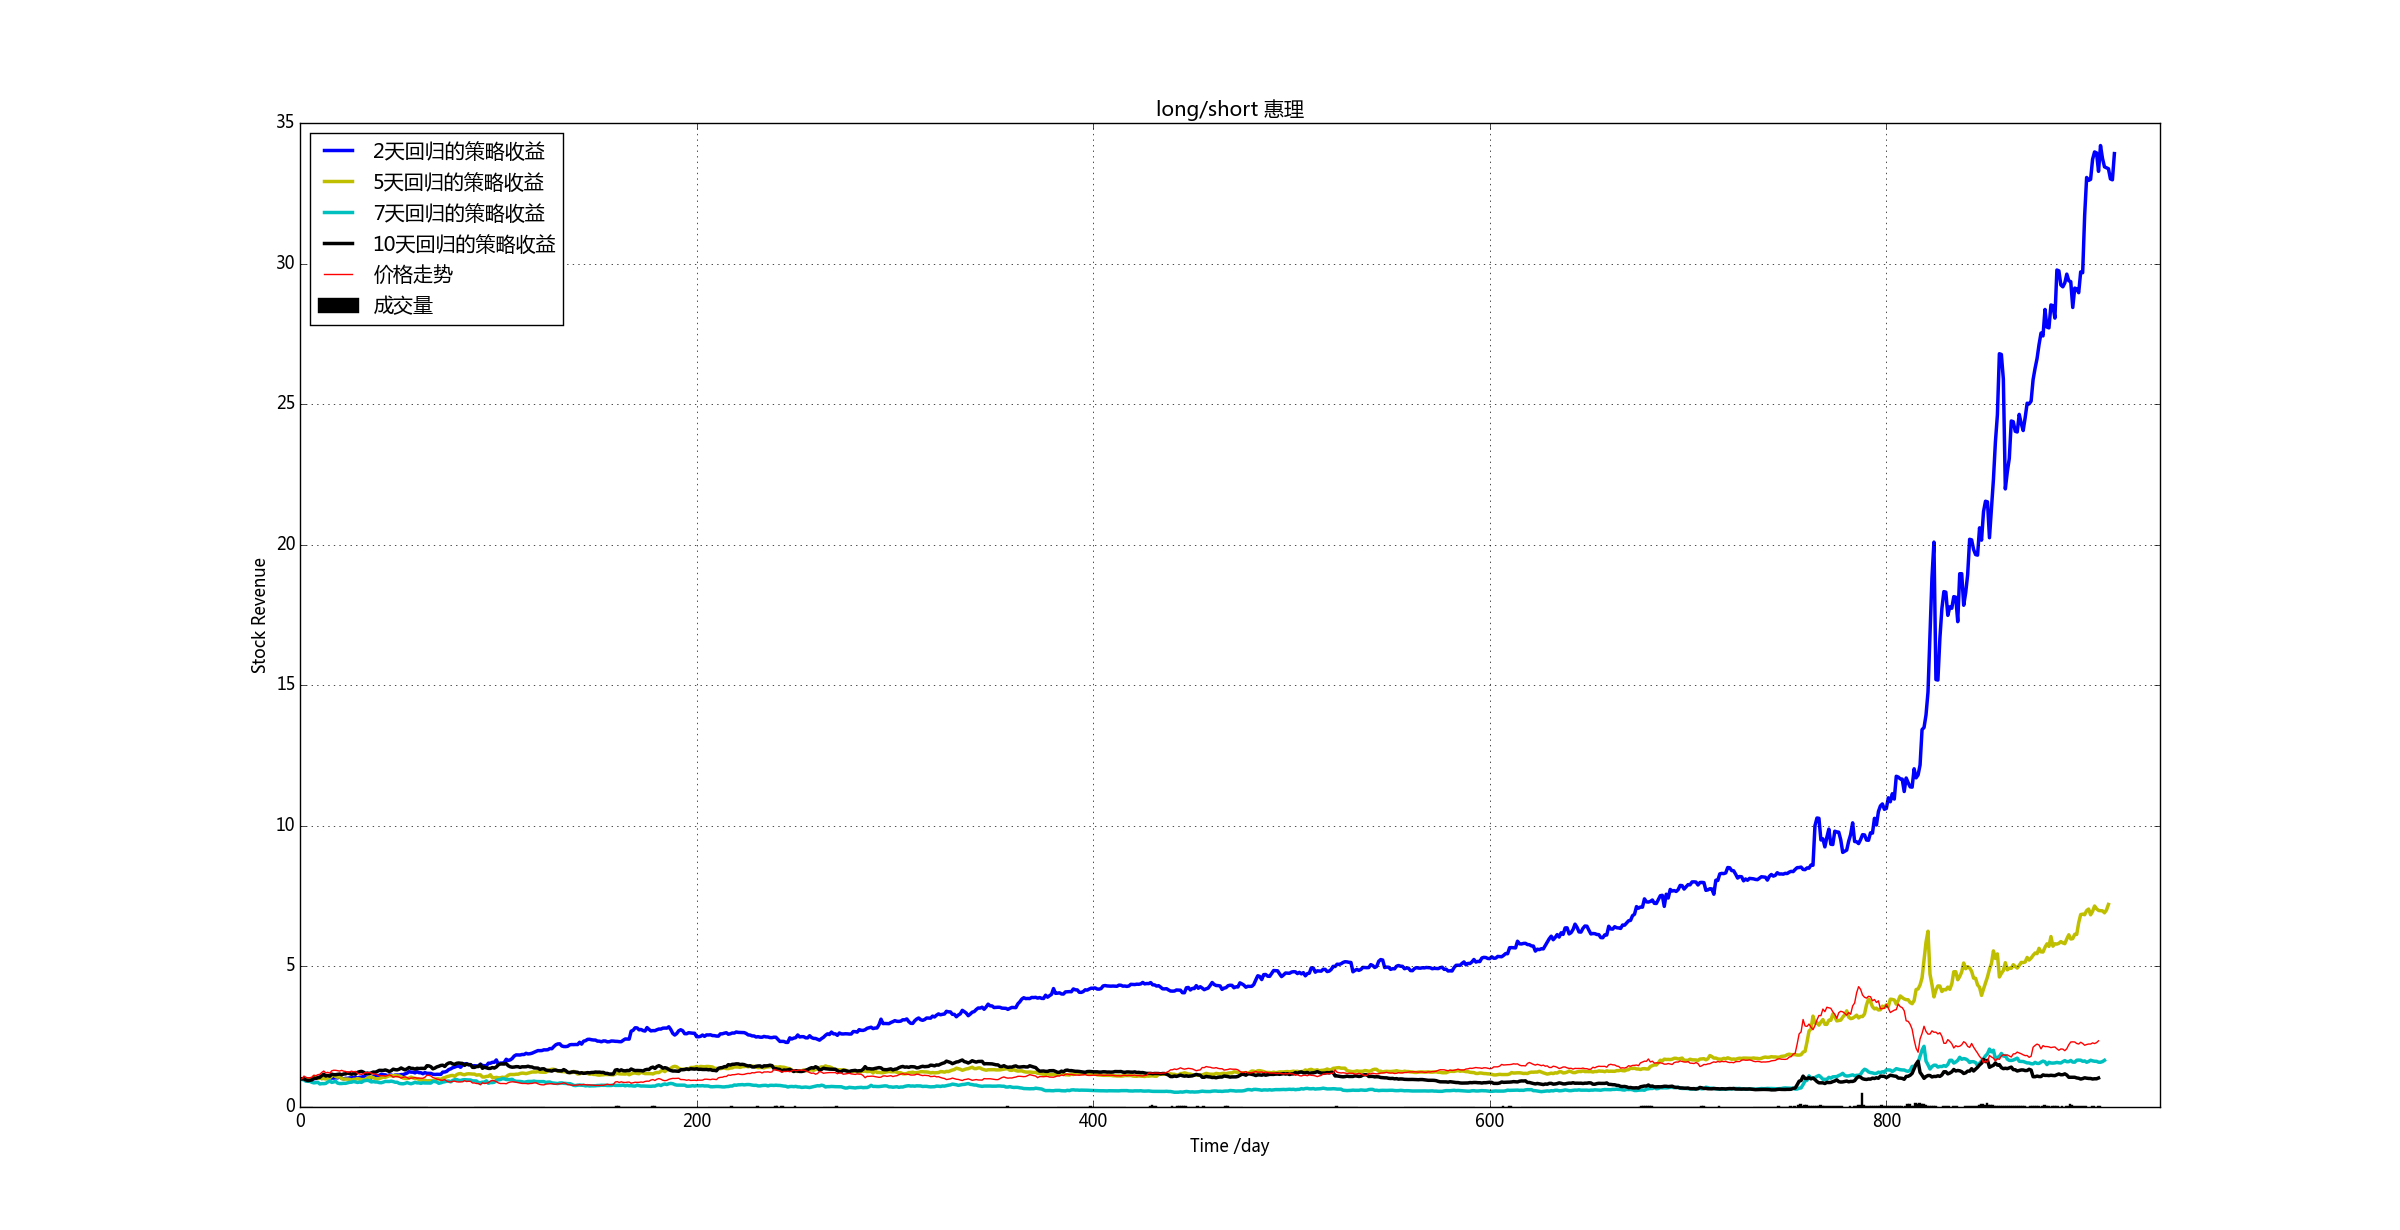 long/short 惠理
35
30
25
20
15
10
5
0
2天回归的策略收益
5天回归的策略收益
7天回归的策略收益
10天回归的策略收益
价格走势
成交量
Stock Revenue
0 200 400 600 800
Time /day